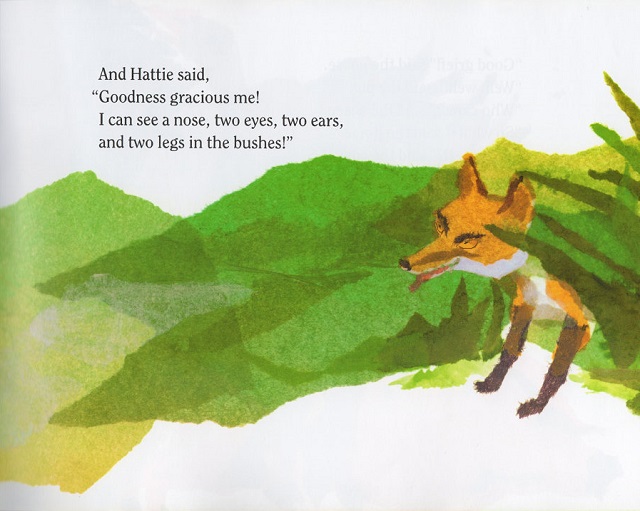 And Hattie said,
“Goodness gracious me!
I can see a nose, two eyes, two ears,
and two legs in the bushes!”